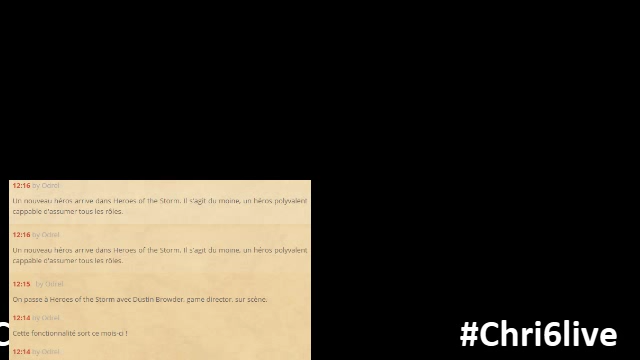 12:16 by Odrel
Un nouveau héros arrive dans Heroes of the Storm. Il s'agit du moine, un héros polyvalent
cappable d'assumer tous les rôles.
12:16 by Odrel
Un nouveau héros arrive dans Heroes of the Storm. Il s'agit du moine, un héros polyvalent
cappable d'assumer tous les rôles.
12:15 by Odrel
On passe à Heroes of the Storm avec Dustin Browder, game director, sur scène.
12:14 by Odrel
Cette fonctionnalité sort ce mois-ci !
12:14 by Odrel
#Chri6live